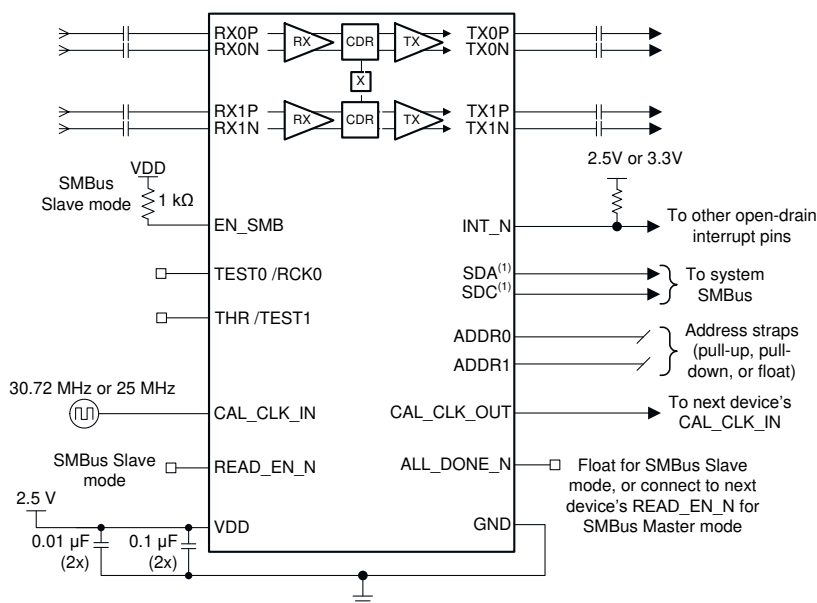 RX0P
RX0N
RX
CDR
TX
TX0P
TX0N
X
RX1P
RX1N
RX
CDR
TX
TX1P
TX1N
VDD
SMBus
Slave mode
1 kΩ
EN_SMB
2.5V or 3.3V
INT_N
To other open-drain
interrupt pins
TEST0 /RCK0
THR /TEST1
SDA(1)
SDC(1)
To system
SMBus
ADDR0
ADDR1
Address straps
(pull-up, pull-
down, or float)
30.72 MHz or 25 MHz
CAL_CLK_IN
CAL_CLK_OUT
To next device's
CAL_CLK_IN
SMBus Slave
mode
READ_EN_N
ALL_DONE_N
Float for SMBus Slave
mode, or connect to next
device's READ_EN_N for
SMBus Master mode
2.5 V
VDD
GND
0.01 µF
(2x)
0.1 µF
(2x)